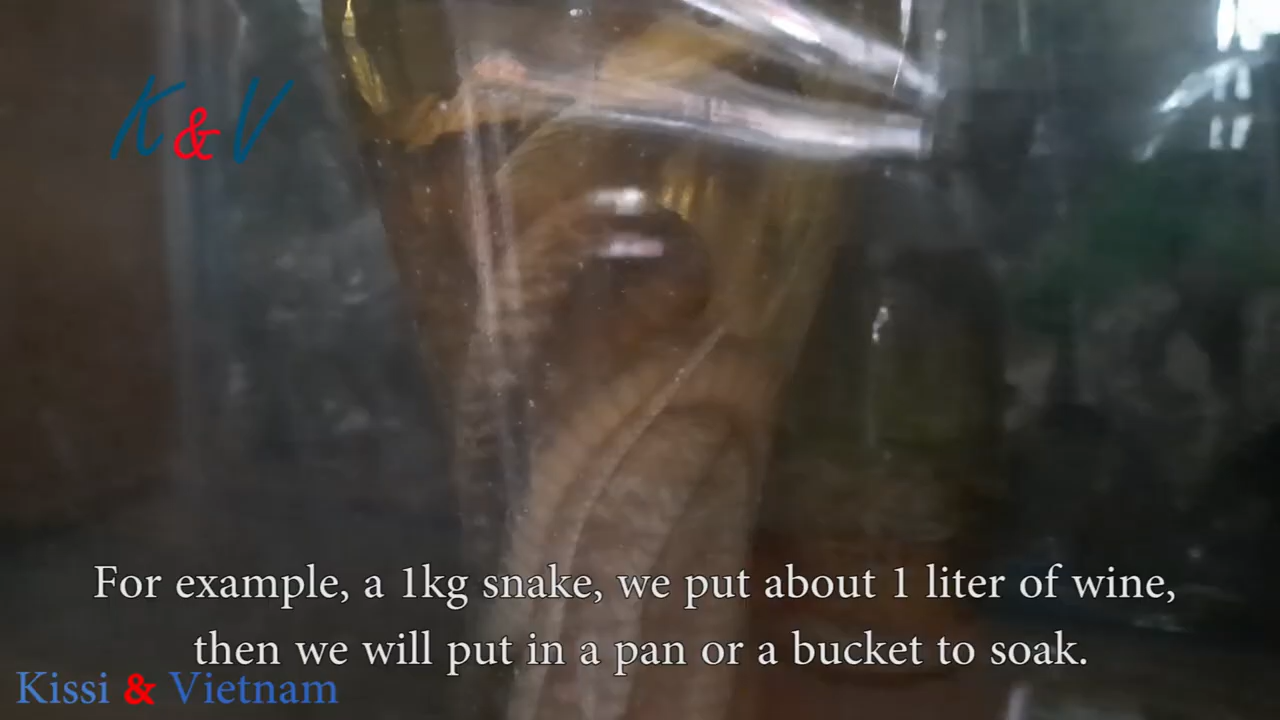 K & V
For example, a 1kg snake, we put about 1 liter of wine,
then we will put in a pan or a bucket to soak.
Kissi & Vietnam